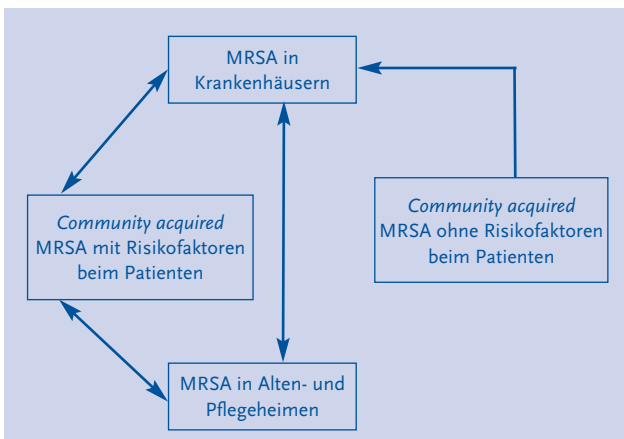 MRSA in
Krankenhäusern
Community acquired
MRSA mit Risikofaktoren
beim Patienten
Community acquired
MRSA ohne Risikofaktoren
beim Patienten
MRSA in Alten- und
Pflegeheimen